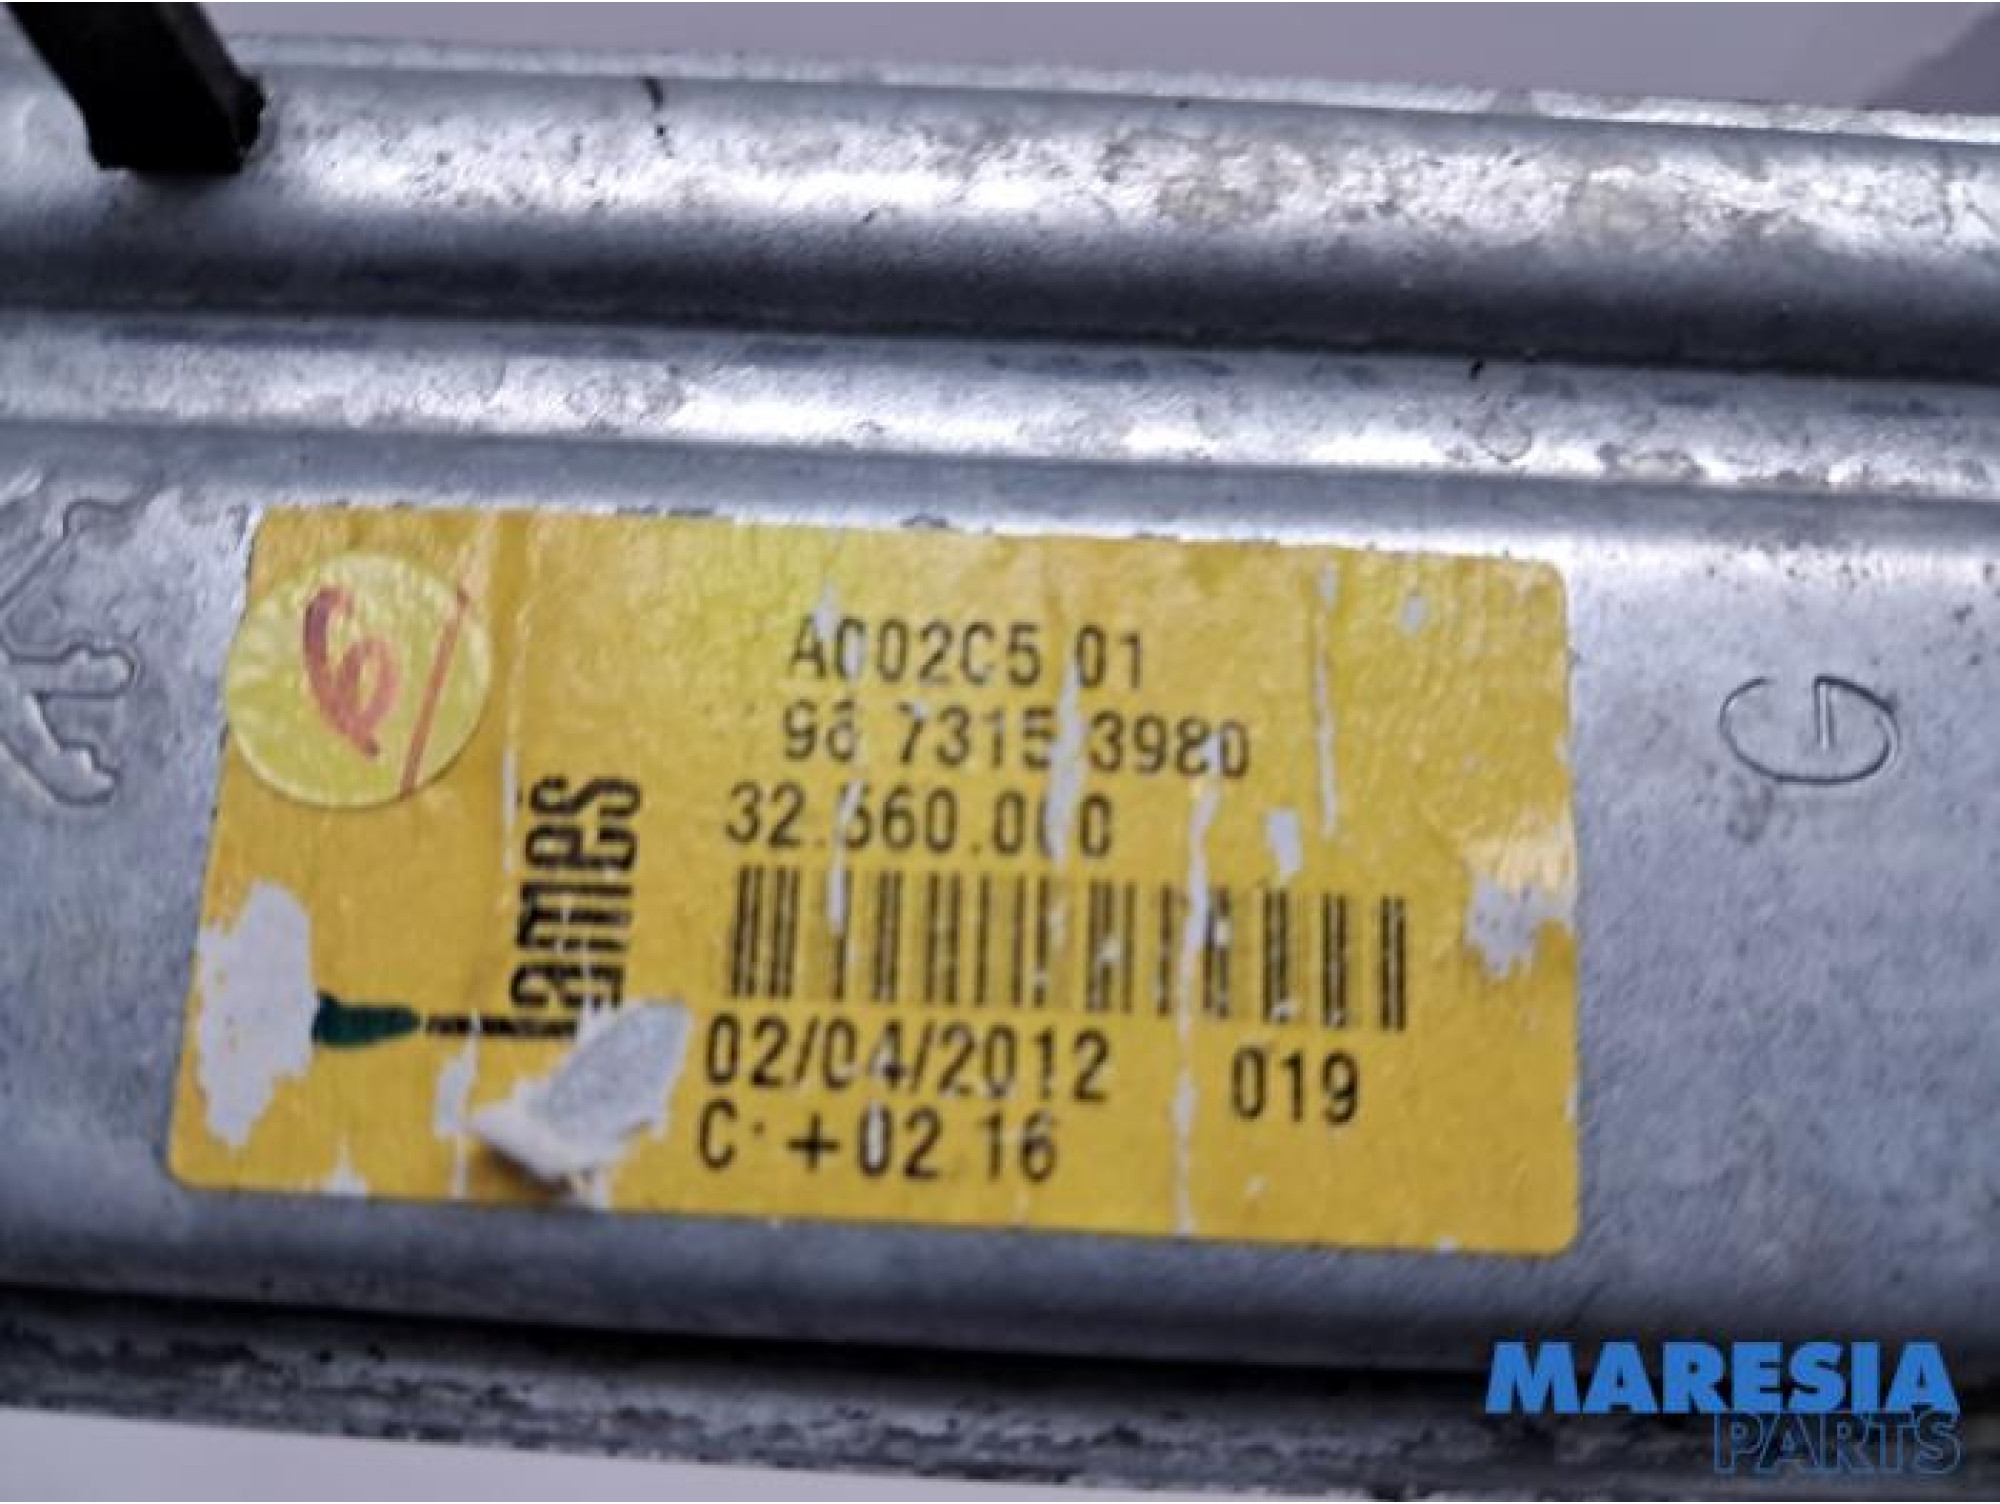 A002C5 01
98 7315 3980
32.560.000
Lames
02/04/2012 019
C +02 16
G
MARESIA
PARTS